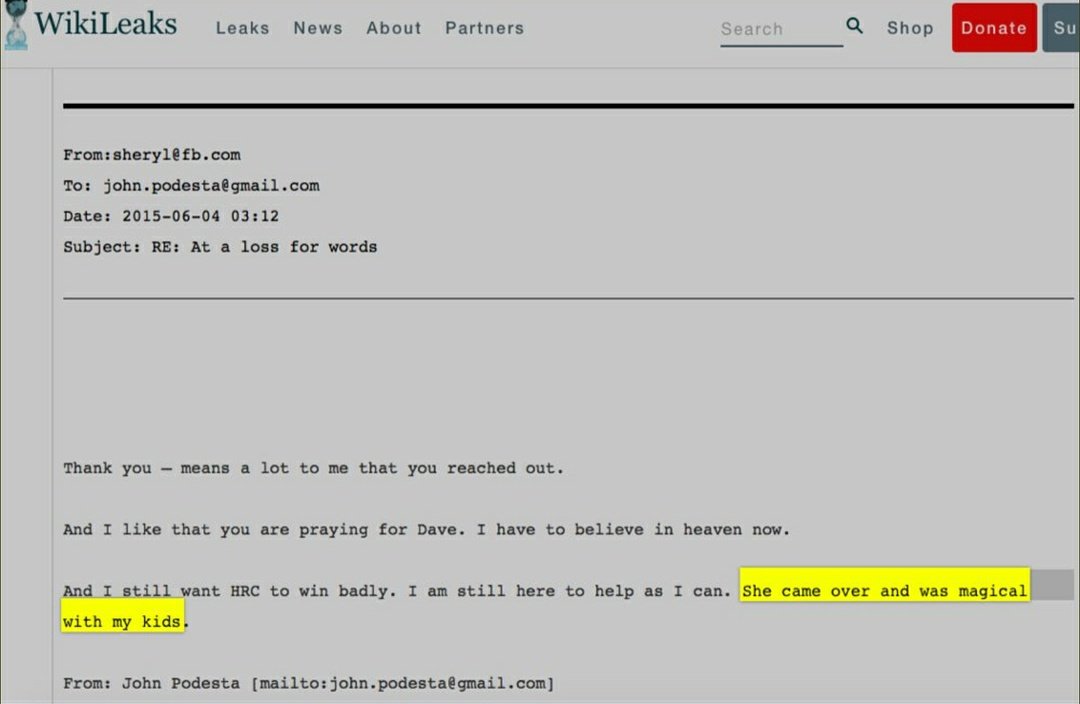 WikiLeaks Leaks News About Partners Search Shop Donate Su
From:sheryl@fb.com
To: john.podesta@gmail.com
Date: 2015-06-04 03:12
Subject: RE: At a loss for words
Thank you – means a lot to me that you reached out.
And I like that you are praying for Dave. I have to believe in heaven now.
And I still want HRC to win badly. I am still here to help as I can. She came over and was magical
with my kids.
From: John Podesta [mailto:john.podesta@gmail.com]